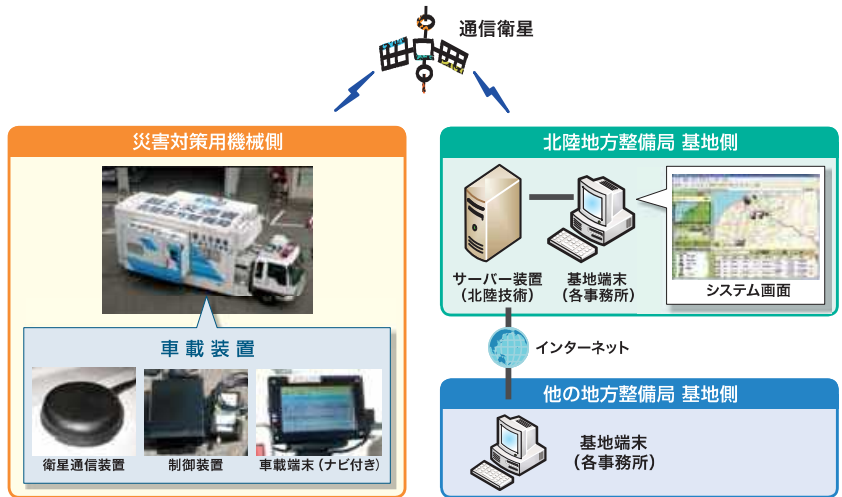 通信衛星
災害対策用機械側
車載装置
衛星通信装置
制御装置
車載端末（ナビ付き）
北陸地方整備局 基地側
サーバー装置
（北陸技術）
基地端末
（各事務所）
システム画面
インターネット
他の地方整備局 基地側
基地端末
（各事務所）